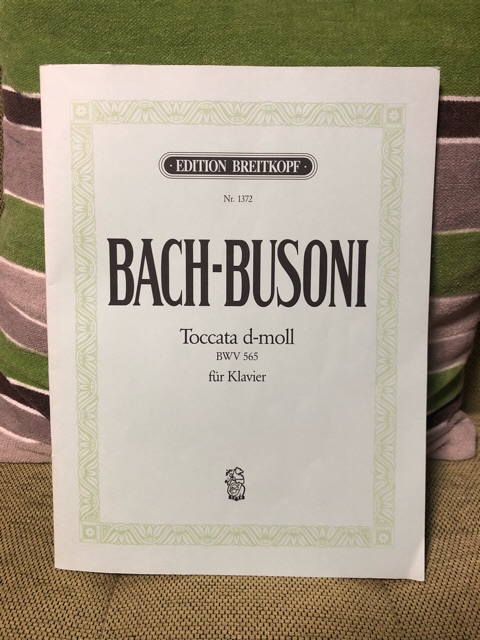 · EDITION BREITKOPF ·
Nr. 1372
BACH-BUSONI
Toccata d-moll
BWV 565
für Klavier